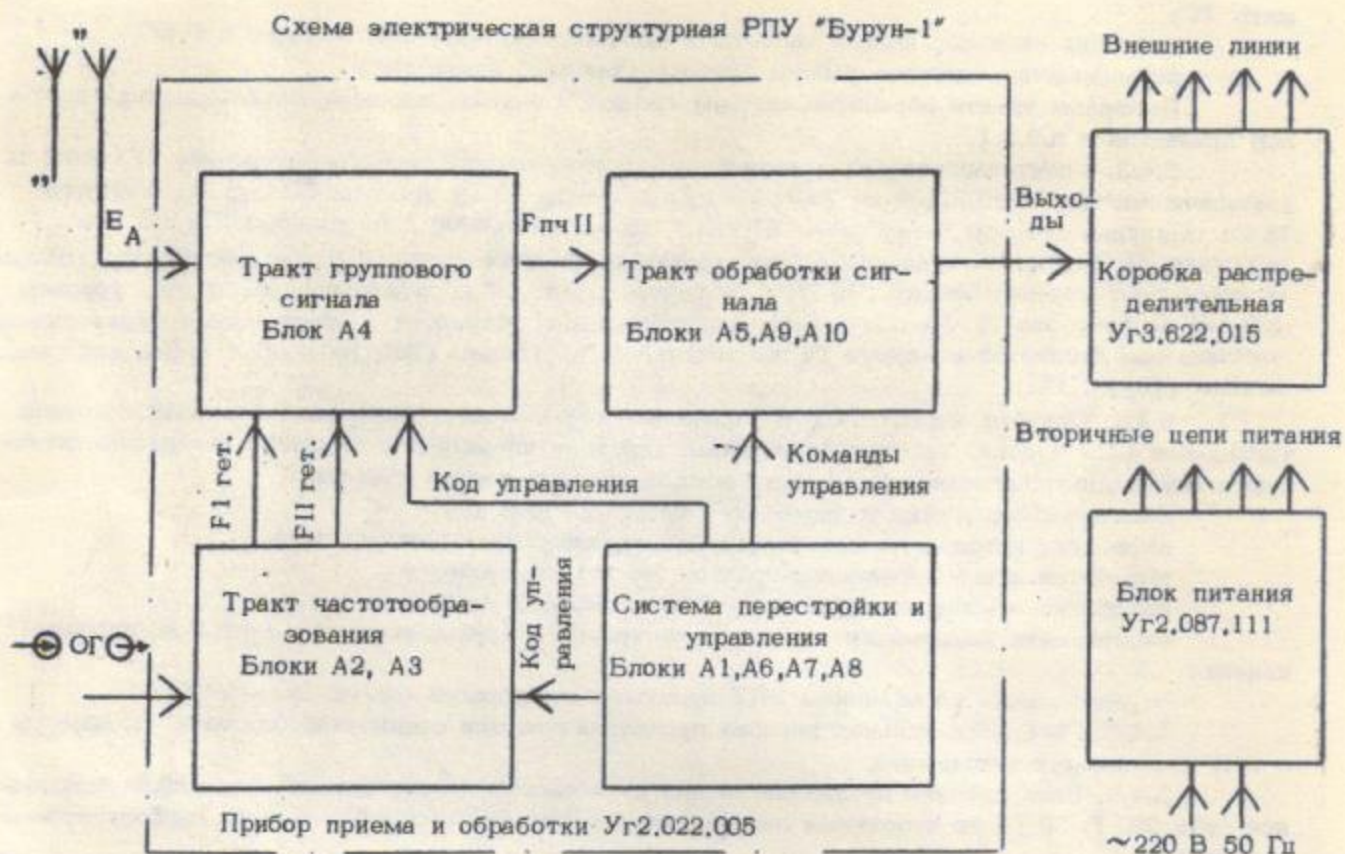 Схема электрическая структурная РПУ "Бурун-1"
Внешние линии
E_A
Fпч II
Выхо-
ды
Тракт группового
сигнала
Блок А4
Тракт обработки сиг-
нала
Блоки А5,А9,А10
Коробка распре-
делительная
Уг3.622.015
F I гет.
F II гет.
Код управления
Команды
управления
Вторичные цепи питания
Тракт частотообра-
зования
Блоки А2, А3
Код уп-
равления
Система перестройки и
управления
Блоки А1,А6,А7,А8
Блок питания
Уг2.087.111
ОГ
Прибор приема и обработки Уг2.022.005
~220 В 50 Гц